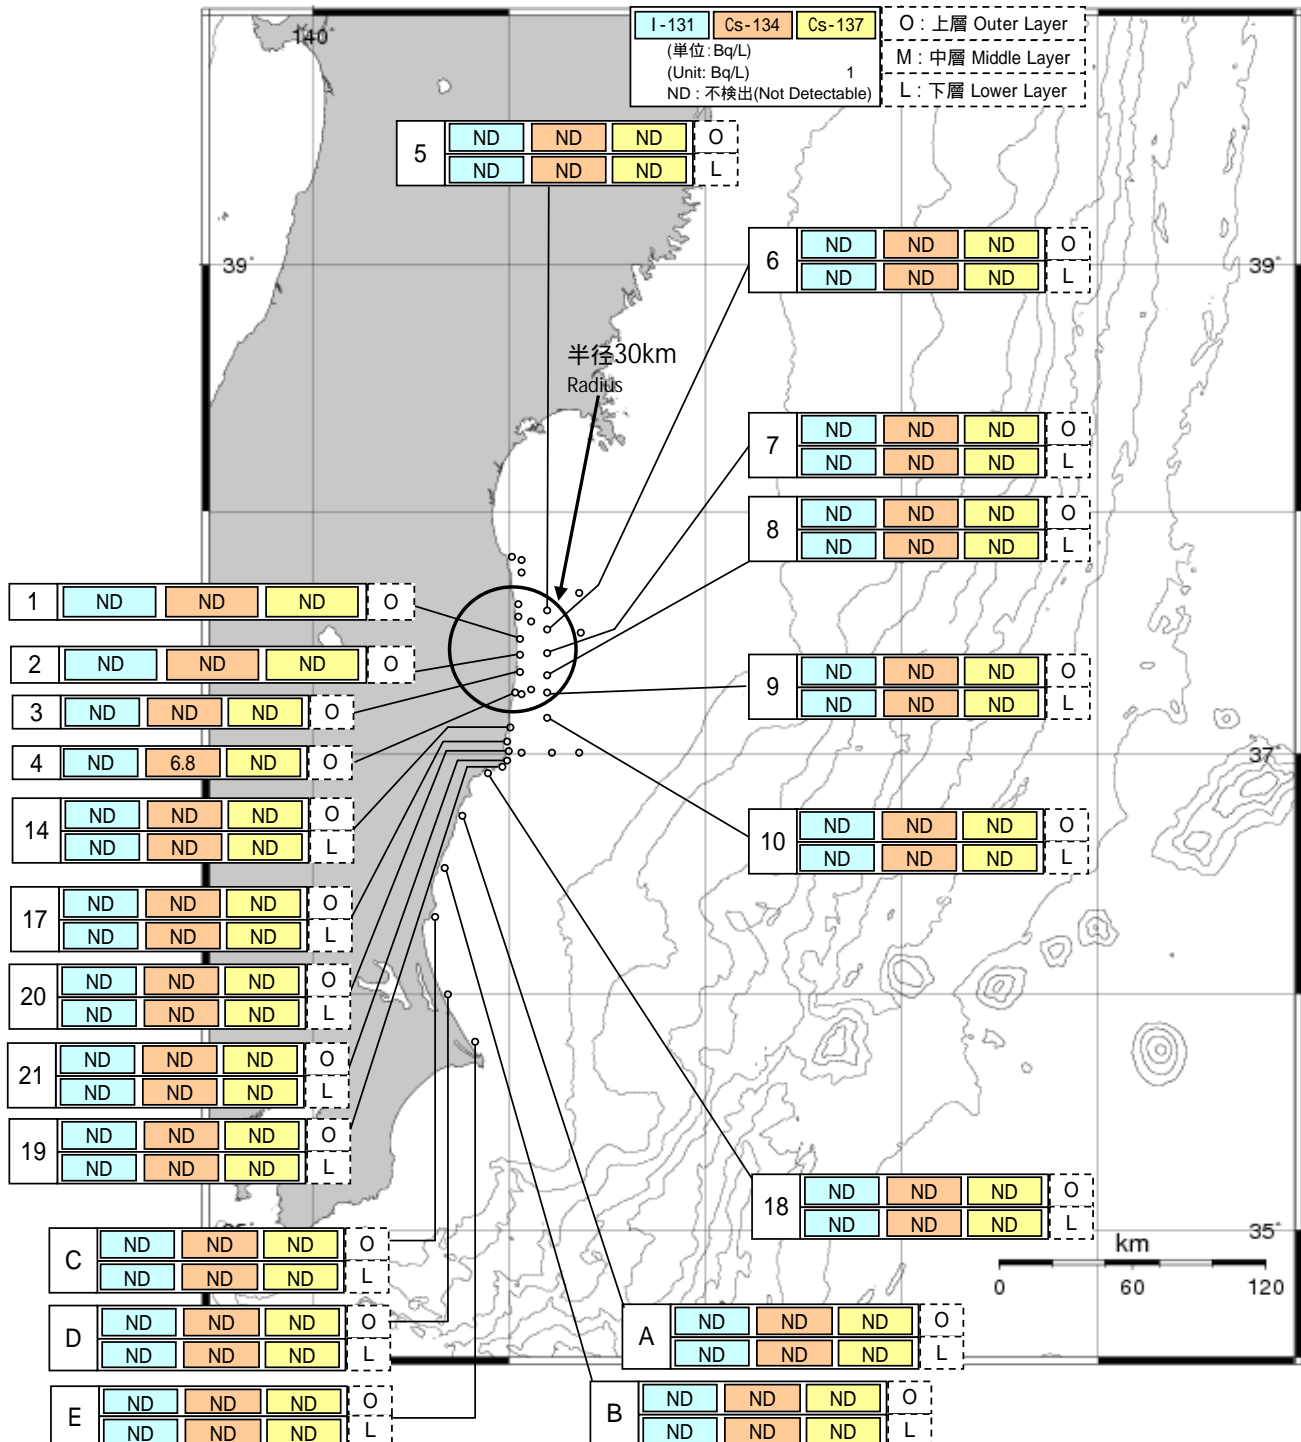 I-131 Cs-134 Cs-137
(単位: Bq/L)
(Unit: Bq/L) 1
ND : 不検出(Not Detectable)
O : 上層 Outer Layer
M : 中層 Middle Layer
L : 下層 Lower Layer
140°
5 ND ND ND O
ND ND ND L
6 ND ND ND O
ND ND ND L
39°
39°
半径30km
Radius
7 ND ND ND O
ND ND ND L
8 ND ND ND O
ND ND ND L
1 ND ND ND O
2 ND ND ND O
3 ND ND ND O
4 ND 6.8 ND O
9 ND ND ND O
ND ND ND L
37°
14 ND ND ND O
ND ND ND L
10 ND ND ND O
ND ND ND L
17 ND ND ND O
ND ND ND L
20 ND ND ND O
ND ND ND L
21 ND ND ND O
ND ND ND L
19 ND ND ND O
ND ND ND L
18 ND ND ND O
ND ND ND L
35°
km
0 60 120
C ND ND ND O
ND ND ND L
D ND ND ND O
ND ND ND L
A ND ND ND O
ND ND ND L
E ND ND ND O
ND ND ND L
B ND ND ND O
ND ND ND L